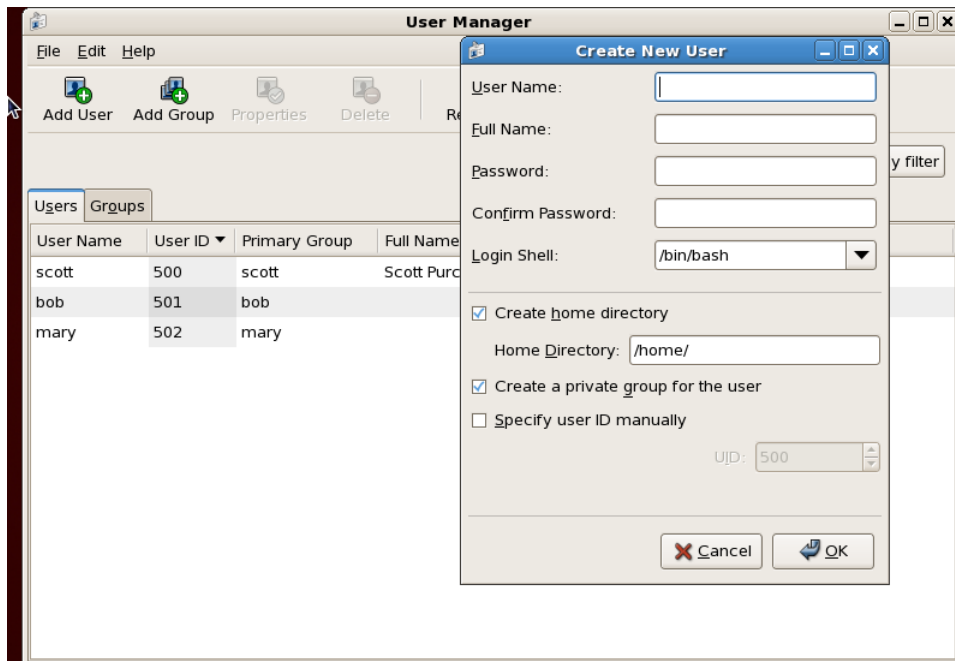 User Manager
File Edit Help
Add User Add Group Properties Delete
y filter
Users Groups
User Name User ID Primary Group Full Name
scott 500 scott Scott
bob 501 bob
mary 502 mary
Create New User
User Name:
Full Name:
Password:
Confirm Password:
Login Shell: /bin/bash
Create home directory
Home Directory: /home/
Create a private group for the user
Specify user ID manually
UID: 500
Cancel OK